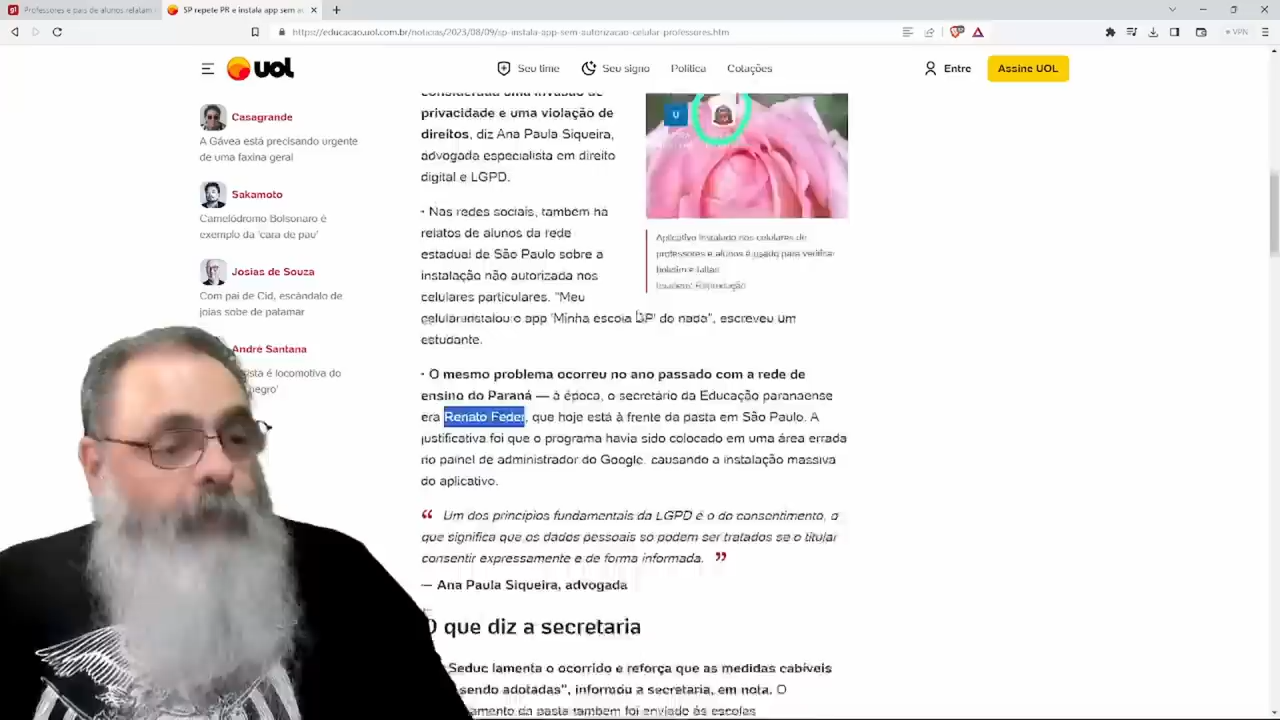 Professores e pais de alunos relatam
SP repete PR e instala app sem au
https://educacao.uol.com.br/noticias/2023/08/09/sp-instala-app-sem-autorizacao-celular-professores.htm
VPN
UOL
Seu time
Seu signo
Política
Cotações
Entre
Assine UOL
Casagrande
A Gávea está precisando urgente
de uma faxina geral
Sakamoto
Camelódromo Bolsonaro é
exemplo da 'cara de pau'
Josias de Souza
Com pai de Cid, escândalo de
joias sobe de patamar
André Santana
ista é locomotiva do
negro'
considerada uma invasão de
privacidade e uma violação de
direitos, diz Ana Paula Siqueira,
advogada especialista em direito
digital e LGPD.
• Nas redes sociais, também há
relatos de alunos da rede
estadual de São Paulo sobre a
instalação não autorizada nos
celulares particulares. "Meu
celular instalou o app 'Minha escola SP' do nada", escreveu um
estudante.
Aplicativo instalado nos celulares de
professores e alunos é usado para verificar
boletim e faltas
Imagem: Reprodução
• O mesmo problema ocorreu no ano passado com a rede de
ensino do Paraná — à época, o secretário da Educação paranaense
era Renato Feder, que hoje está à frente da pasta em São Paulo. A
justificativa foi que o programa havia sido colocado em uma área errada
no painel de administrador do Google, causando a instalação massiva
do aplicativo.
“ Um dos princípios fundamentais da LGPD é o do consentimento, o
que significa que os dados pessoais só podem ser tratados se o titular
consentir expressamente e de forma informada. ”
— Ana Paula Siqueira, advogada
O que diz a secretaria
Seduc lamenta o ocorrido e reforça que as medidas cabíveis
sendo adotadas", informou a secretaria, em nota. O
amento da pasta também foi enviado às escolas